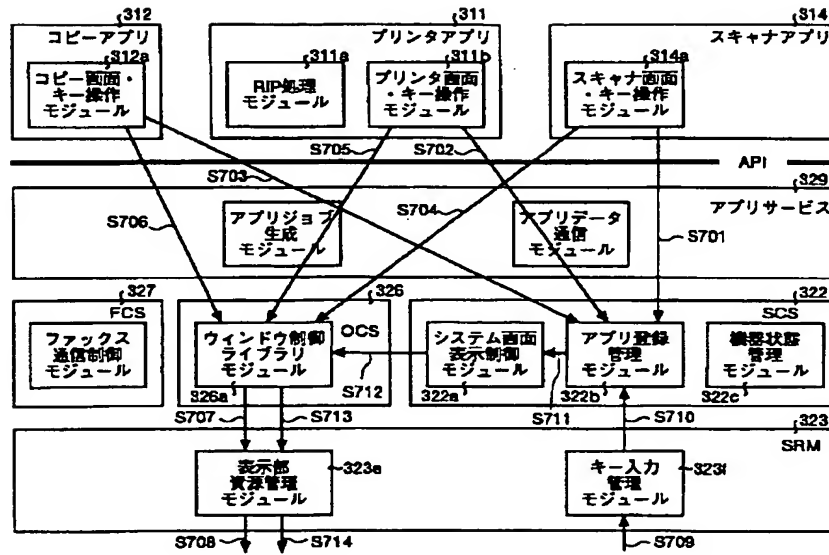 312
コピーアプリ
312a
コピー画面・
キー操作
モジュール
311
プリンタアプリ
311a
RIP処理
モジュール
311b
プリンタ画面
・キー操作
モジュール
314
スキャナアプリ
314a
スキャナ画面
・キー操作
モジュール
S705
S702
S703
API
329
アプリサービス
S706
アプリジョブ
生成
モジュール
S704
アプリデータ
通信
モジュール
S701
327
FCS
ファックス
通信制御
モジュール
326
OCS
ウィンドウ制御
ライブラリ
モジュール
326a
S712
322
SCS
システム画面
表示制御
モジュール
322a
S711
アプリ登録
管理
モジュール
322b
機器状態
管理
モジュール
322c
S707
S713
S710
323
SRM
表示部
資源管理
モジュール
323e
キー入力
管理
モジュール
323f
S708
S714
S709